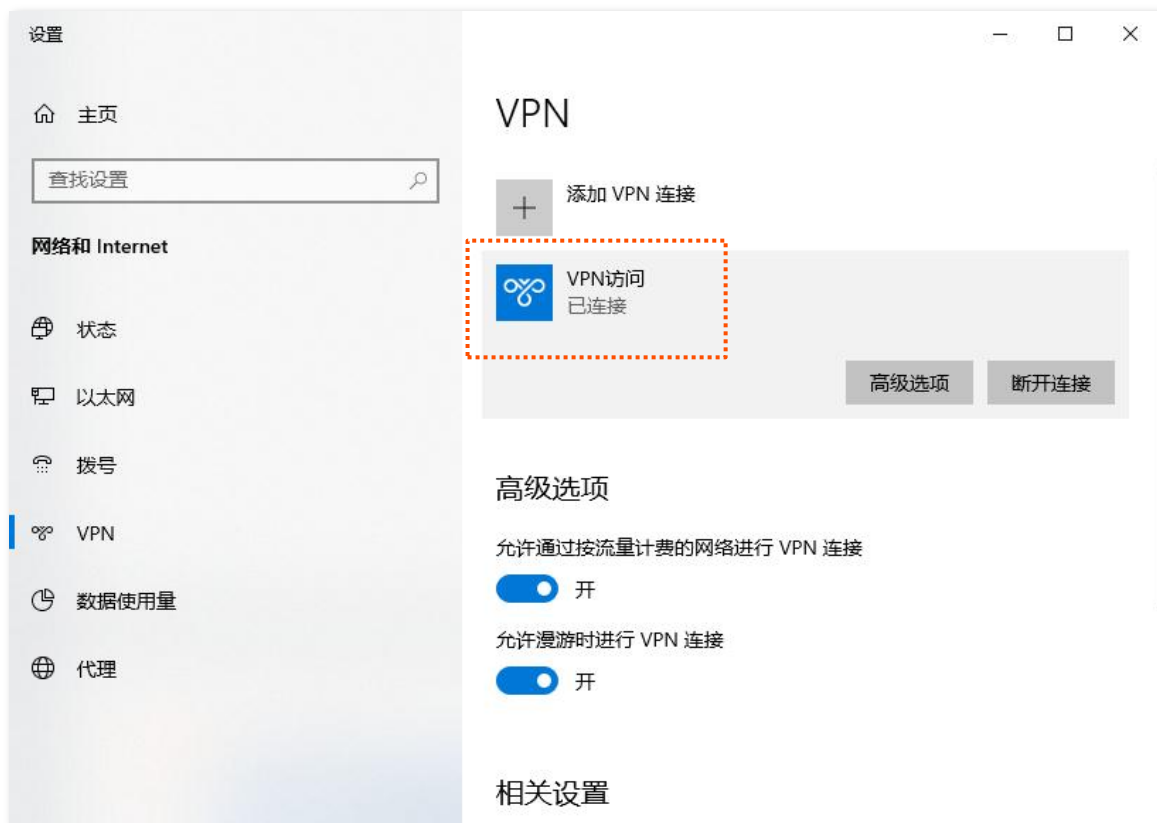 设置
主页
查找设置
网络和 Internet
状态
以太网
拨号
VPN
数据使用量
代理
VPN
添加 VPN 连接
VPN访问
已连接
高级选项
断开连接
高级选项
允许通过按流量计费的网络进行 VPN 连接
开
允许漫游时进行 VPN 连接
开
相关设置